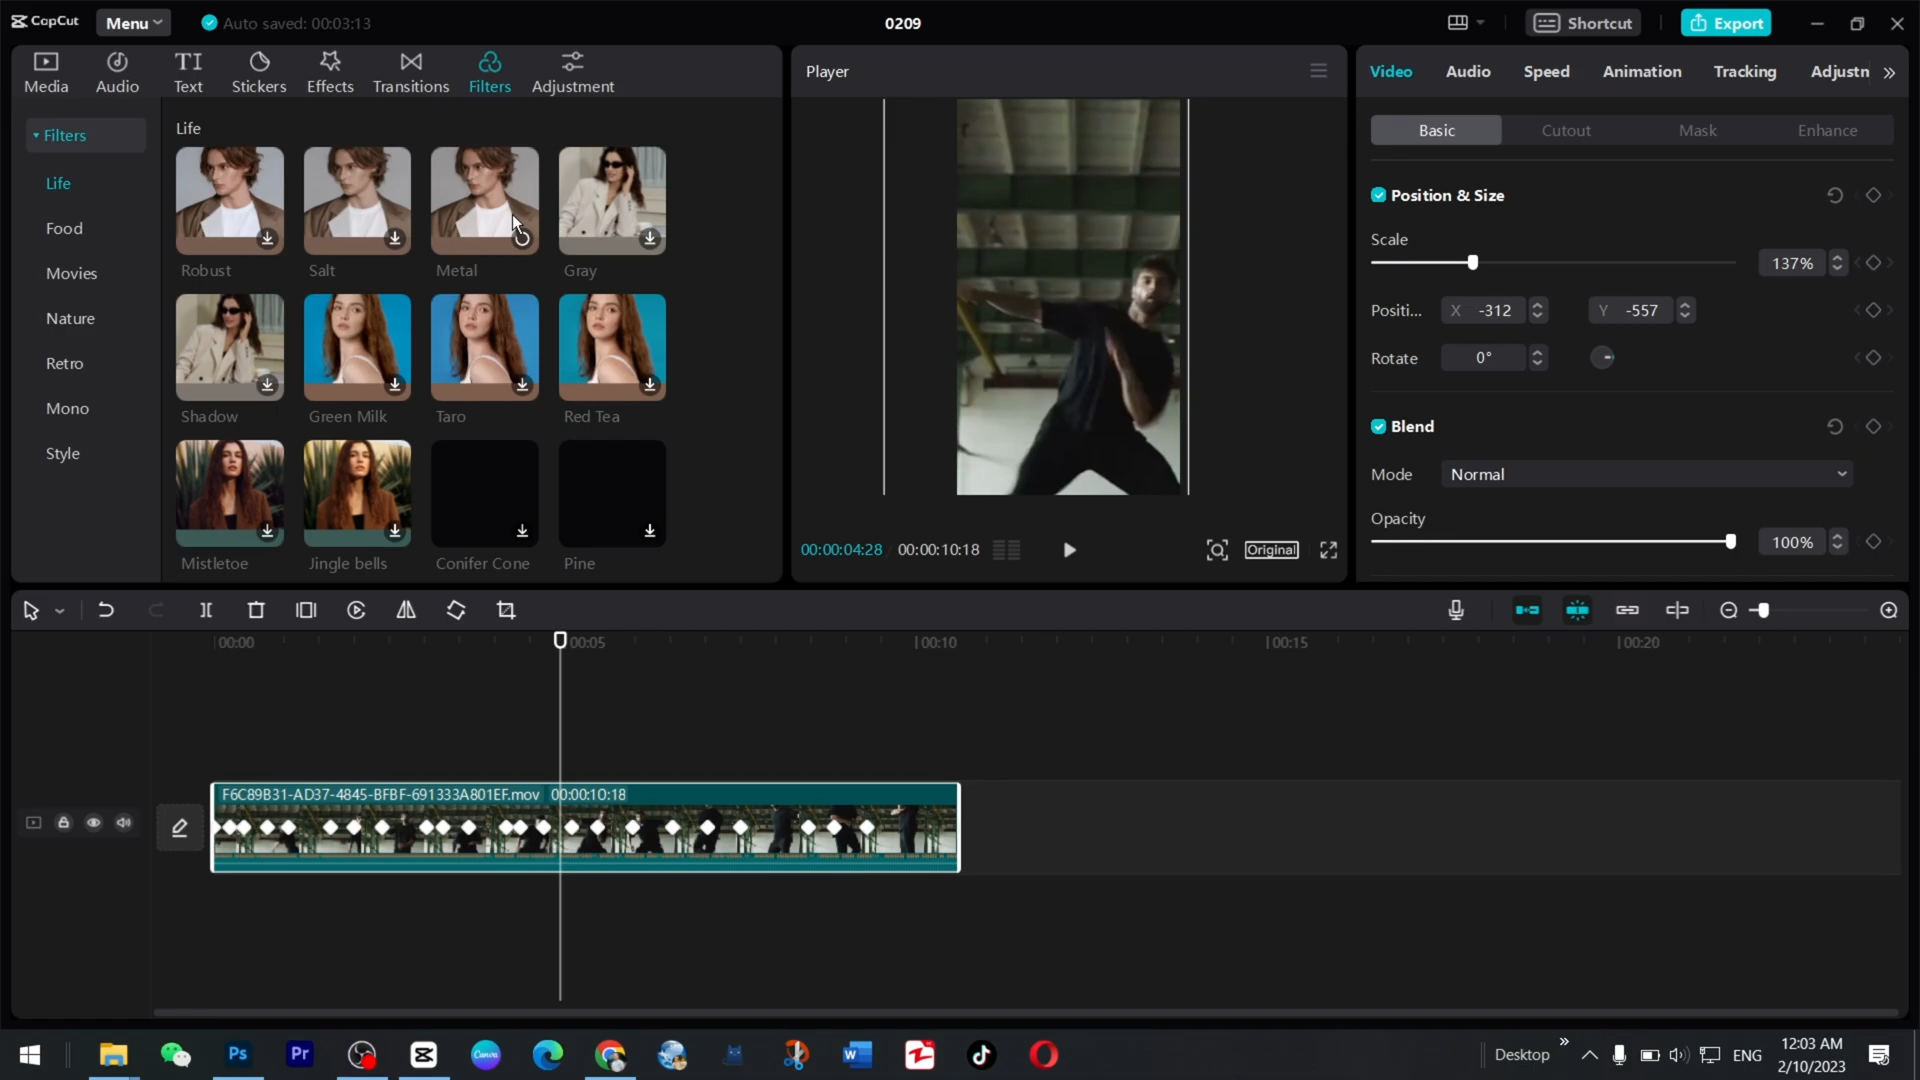 CapCut
Menu
Auto saved: 00:03:13
0209
Shortcut
Export
Media
Audio
Text
Stickers
Effects
Transitions
Filters
Adjustment
Filters
Life
Food
Movies
Nature
Retro
Mono
Style
Life
Robust
Salt
Metal
Gray
Shadow
Green Milk
Taro
Red Tea
Mistletoe
Jingle bells
Conifer Cone
Pine
Player
00:00:04:28
00:00:10:18
Original
Video
Audio
Speed
Animation
Tracking
Adjustn
Basic
Cutout
Mask
Enhance
Position & Size
Scale
137%
Positi...
X -312
Y -557
Rotate
0°
Blend
Mode
Normal
Opacity
100%
00:00
00:05
00:10
00:15
00:20
F6C89B31-AD37-4845-BFBF-691333A801EF.mov 00:00:10:18
Ps
Pr
Canva
W
Desktop
ENG
12:03 AM
2/10/2023